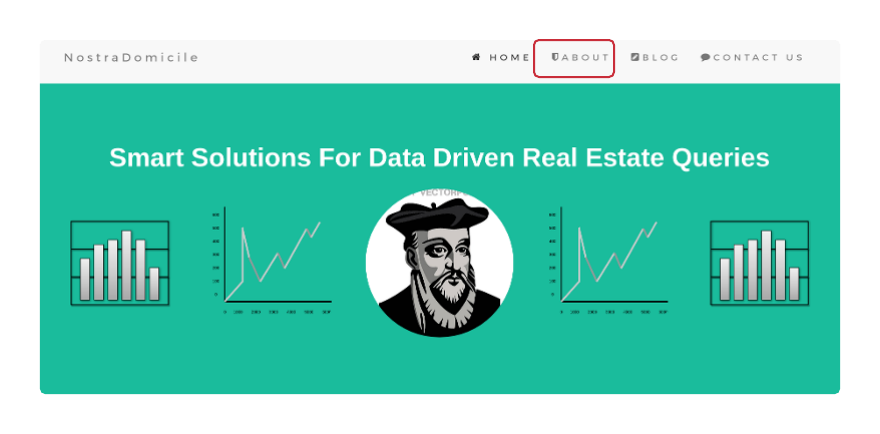 NostraDomicile
HOME
ABOUT
BLOG
CONTACT US
Smart Solutions For Data Driven Real Estate Queries